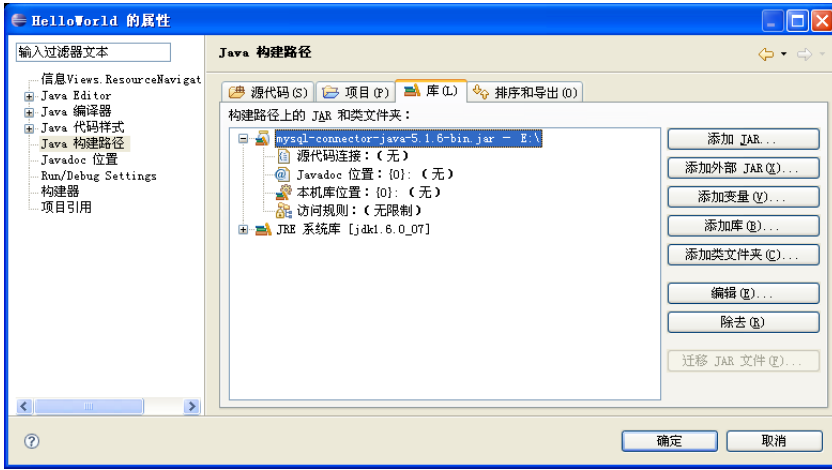 HelloWorld 的属性
输入过滤器文本
Java 构建路径
信息Views.ResourceNavigat
Java Editor
Java 编译器
Java 代码样式
Java 构建路径
Javadoc 位置
Run/Debug Settings
构建器
项目引用
源代码(S) 项目(P) 库(L) 排序和导出(O)
构建路径上的 JAR 和类文件夹：
mysql-connector-java-5.1.6-bin.jar - E:\
源代码连接：（无）
Javadoc 位置：{0}：（无）
本机库位置：{0}：（无）
访问规则：（无限制）
JRE 系统库 [jdk1.6.0_07]
添加 JAR...
添加外部 JAR(X)...
添加变量(V)...
添加库(B)...
添加类文件夹(C)...
编辑(E)...
除去(R)
迁移 JAR 文件(F)...
确定 取消